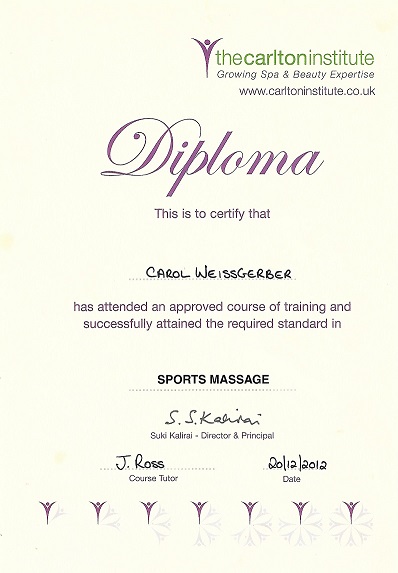 thecarltoninstitute
Growing Spa & Beauty Expertise
www.carltoninstitute.co.uk
Diploma
This is to certify that
CAROL WEISSGERBER
has attended an approved course of training and
successfully attained the required standard in
SPORTS MASSAGE
S. S. Kalirai
Suki Kalirai - Director & Principal
J. ROSS 20/12/2012
Course Tutor Date